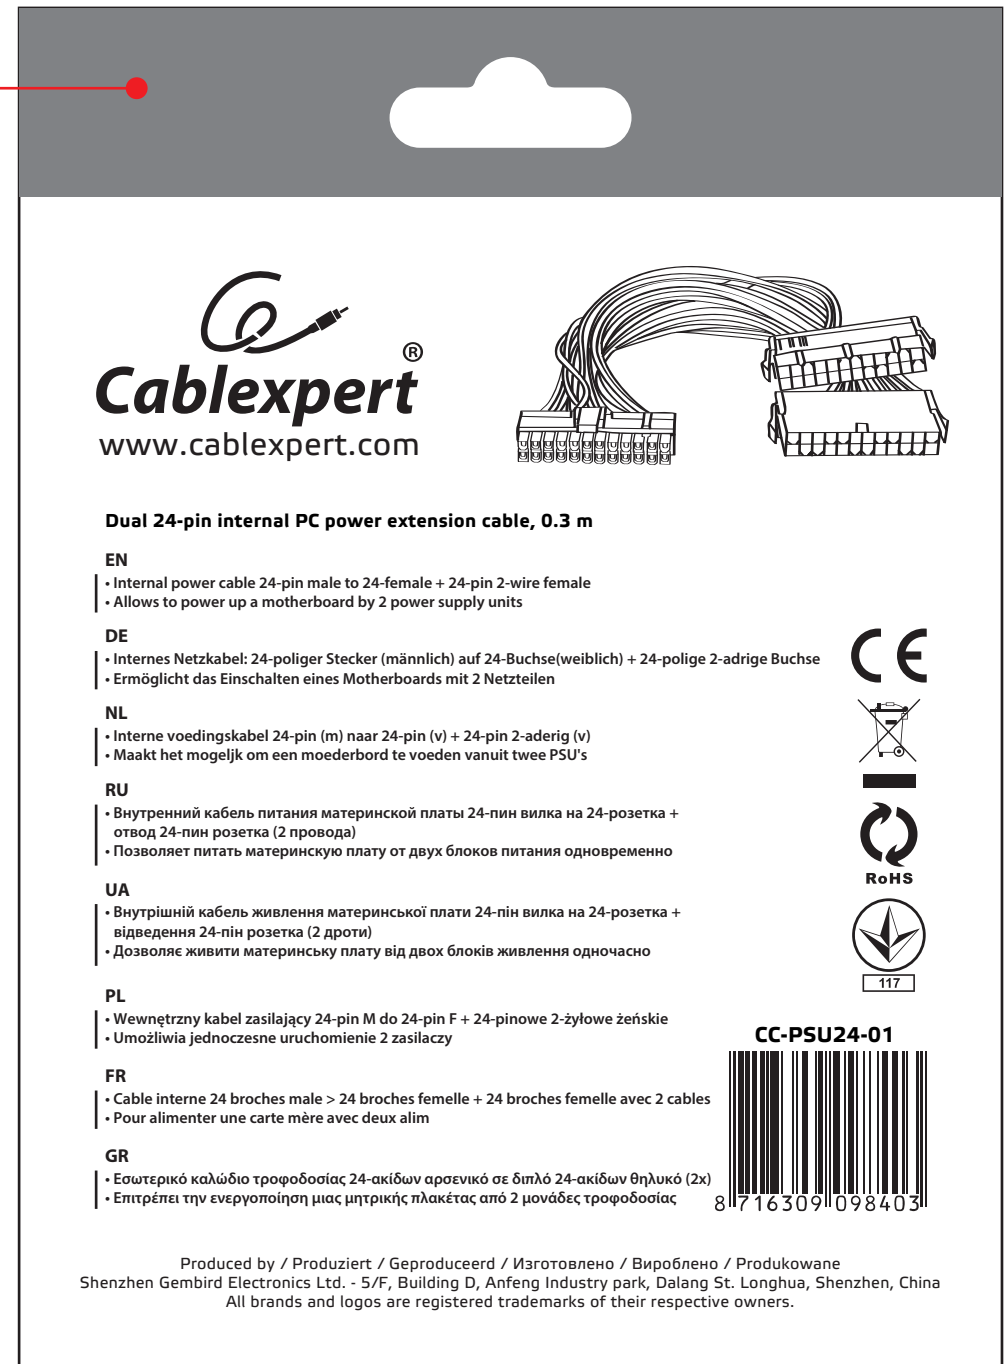 Cablexpert®
www.cablexpert.com
Dual 24-pin internal PC power extension cable, 0.3 m
EN
• Internal power cable 24-pin male to 24-female + 24-pin 2-wire female
• Allows to power up a motherboard by 2 power supply units
DE
• Internes Netzkabel: 24-poliger Stecker (männlich) auf 24-Buchse(weiblich) + 24-polige 2-adrige Buchse
• Ermöglicht das Einschalten eines Motherboards mit 2 Netzteilen
NL
• Interne voedingskabel 24-pin (m) naar 24-pin (v) + 24-pin 2-aderig (v)
• Maakt het mogeljk om een moederbord te voeden vanuit twee PSU's
RU
• Внутренний кабель питания материнской платы 24-пин вилка на 24-розетка +
отвод 24-пин розетка (2 провода)
• Позволяет питать материнскую плату от двух блоков питания одновременно
UA
• Внутрішній кабель живлення материнської плати 24-пін вилка на 24-розетка +
відведення 24-пін розетка (2 дроти)
• Дозволяє живити материнську плату від двох блоків живлення одночасно
PL
• Wewnętrzny kabel zasilający 24-pin M do 24-pin F + 24-pinowe 2-żyłowe żeńskie
• Umożliwia jednoczesne uruchomienie 2 zasilaczy
FR
• Cable interne 24 broches male > 24 broches femelle + 24 broches femelle avec 2 cables
• Pour alimenter une carte mère avec deux alim
GR
• Εσωτερικό καλώδιο τροφοδοσίας 24-ακίδων αρσενικό σε διπλό 24-ακίδων θηλυκό (2x)
• Επιτρέπει την ενεργοποίηση μιας μητρικής πλακέτας από 2 μονάδες τροφοδοσίας
CE
RoHS
117
CC-PSU24-01
8 716309 098403
Produced by / Produziert / Geproduceerd / Изготовлено / Вироблено / Produkowane
Shenzhen Gembird Electronics Ltd. - 5/F, Building D, Anfeng Industry park, Dalang St. Longhua, Shenzhen, China
All brands and logos are registered trademarks of their respective owners.